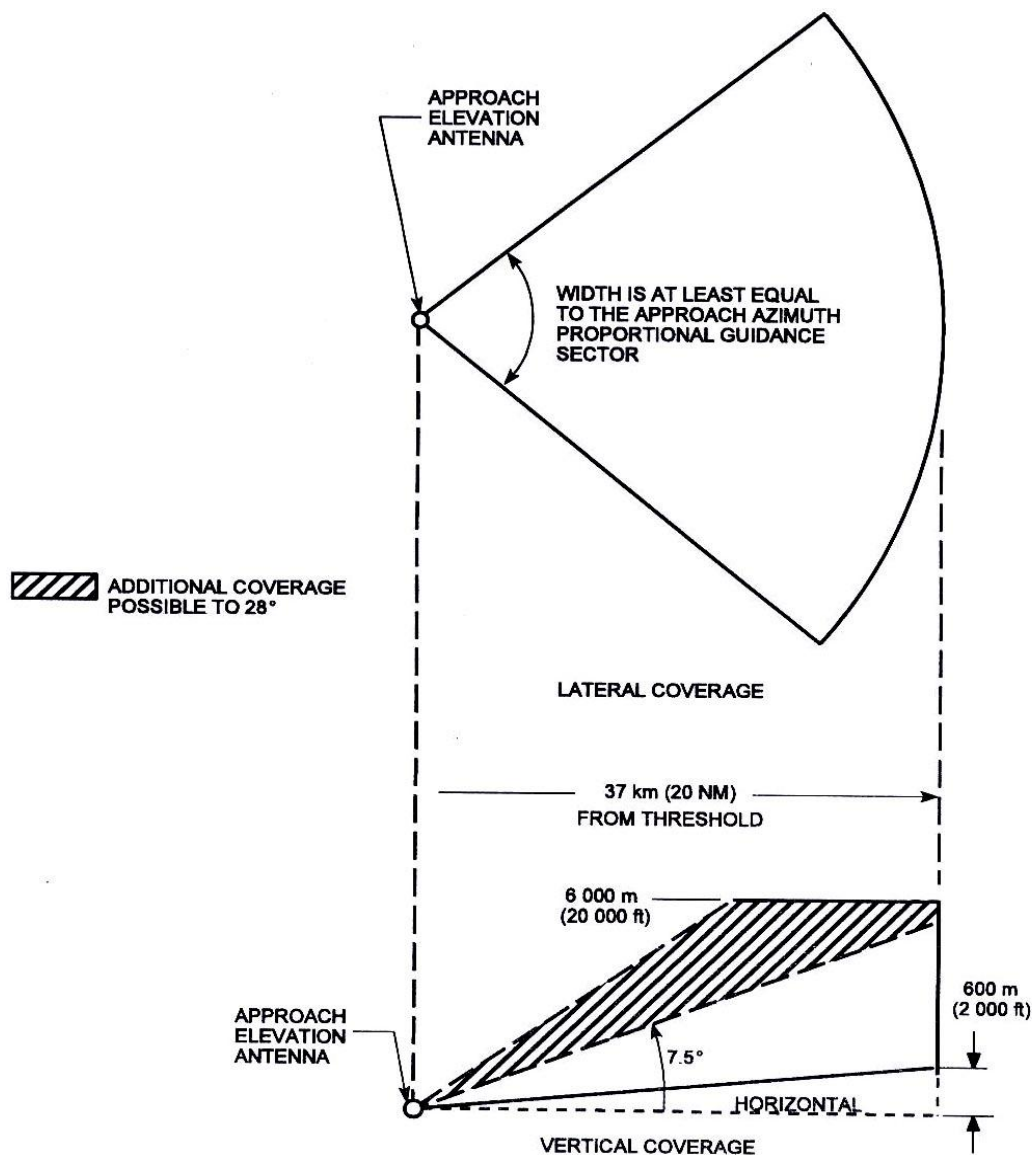 APPROACH
ELEVATION
ANTENNA
WIDTH IS AT LEAST EQUAL
TO THE APPROACH AZIMUTH
PROPORTIONAL GUIDANCE
SECTOR
ADDITIONAL COVERAGE
POSSIBLE TO 28°
LATERAL COVERAGE
37 km (20 NM)
FROM THRESHOLD
6 000 m
(20 000 ft)
600 m
(2 000 ft)
APPROACH
ELEVATION
ANTENNA
7.5°
HORIZONTAL
VERTICAL COVERAGE